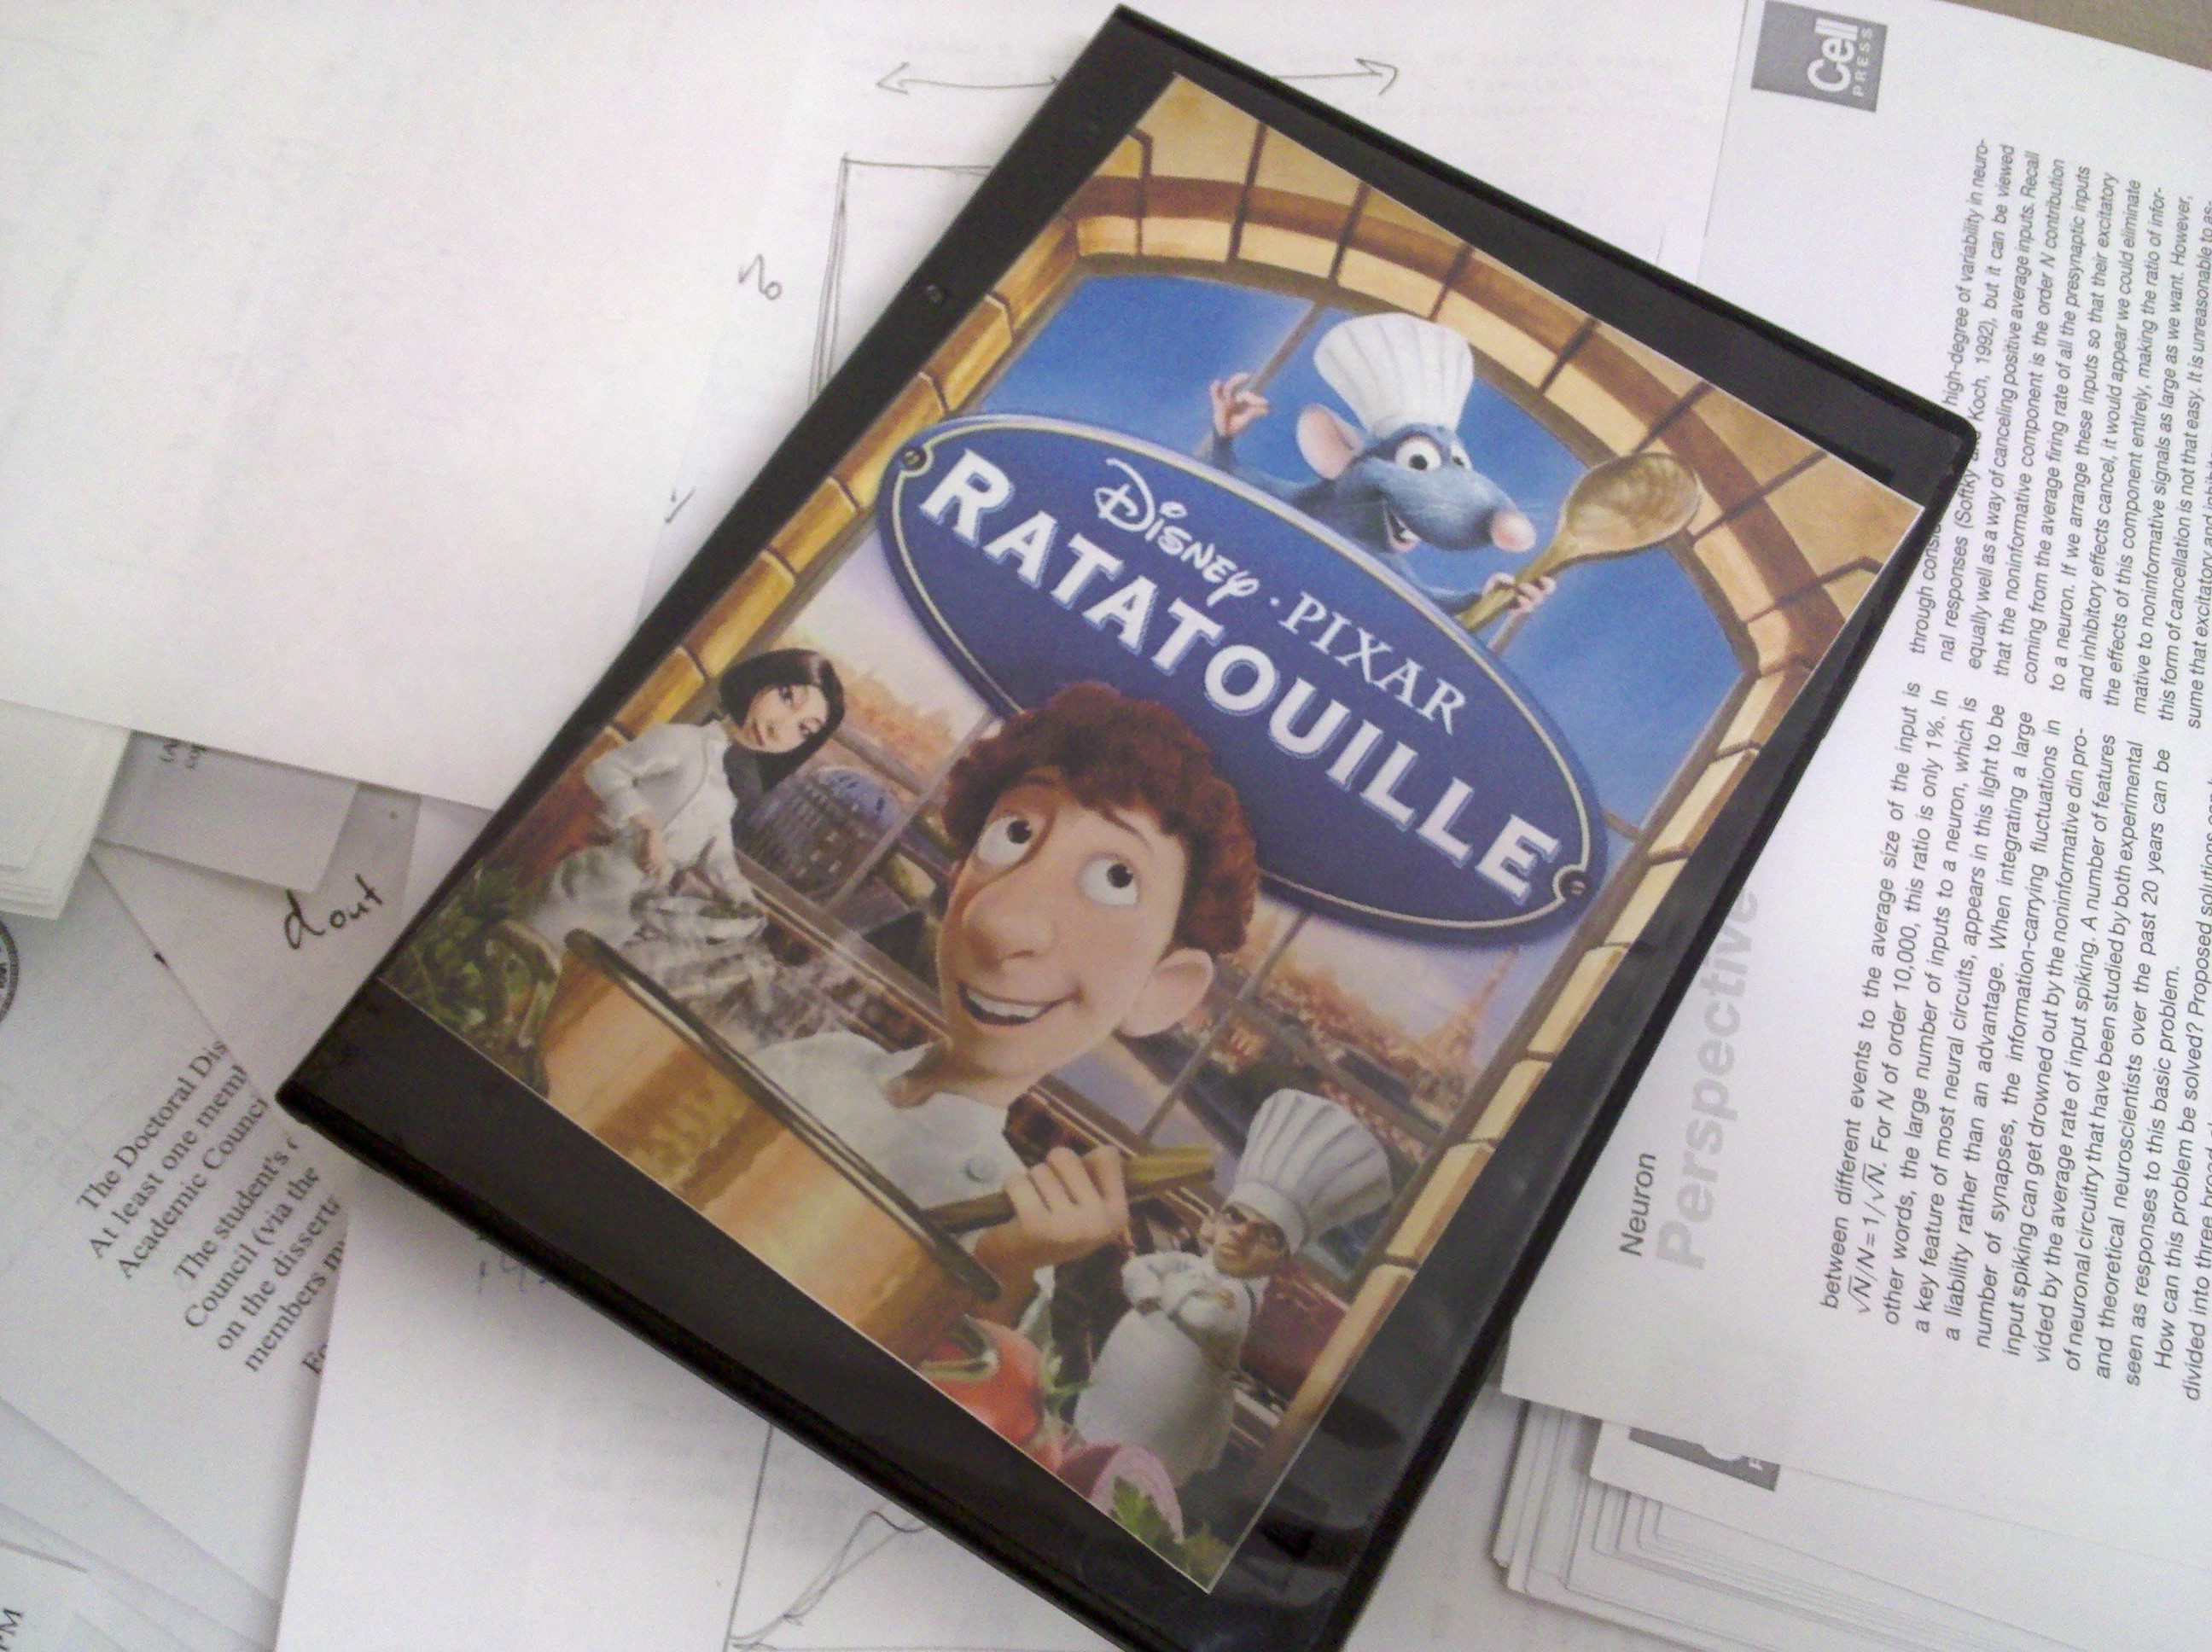 Disney · PIXAR
RATATOUILLE
Cell
PRESS
Neuron
Perspective
between different events to the average size of the input is
√N/N = 1/√N. For N of order 10,000, this ratio is only 1%. In
other words, the large number of inputs to a neuron, which is
a key feature of most neural circuits, appears in this light to be
a liability rather than an advantage. When integrating a large
number of synapses, the information-carrying fluctuations in
input spiking can get drowned out by the noninformative din pro-
vided by the average rate of input spiking. A number of features
of neuronal circuitry that have been studied by both experimental
and theoretical neuroscientists over the past 20 years can be
seen as responses to this basic problem.
How can this problem be solved? Proposed solutions
divided into three
high-degree of variability in neuro-
through
nal responses (Softky Koch, 1992), but it can be viewed
equally well as a way of canceling positive average inputs. Recall
that the noninformative component is the order N contribution
coming from the average firing rate of all the presynaptic inputs
to a neuron. If we arrange these inputs so that their excitatory
and inhibitory effects cancel, it would appear we could eliminate
the effects of this component entirely, making the ratio of infor-
mative to noninformative signals as large as we want. However,
this form of cancellation is not that easy. It is unreasonable to as-
sume that excitatory and
dout
The Doctoral Dis
At least one memb
Academic Counci
The student's
Council (via the
on the disserta
members mu
No